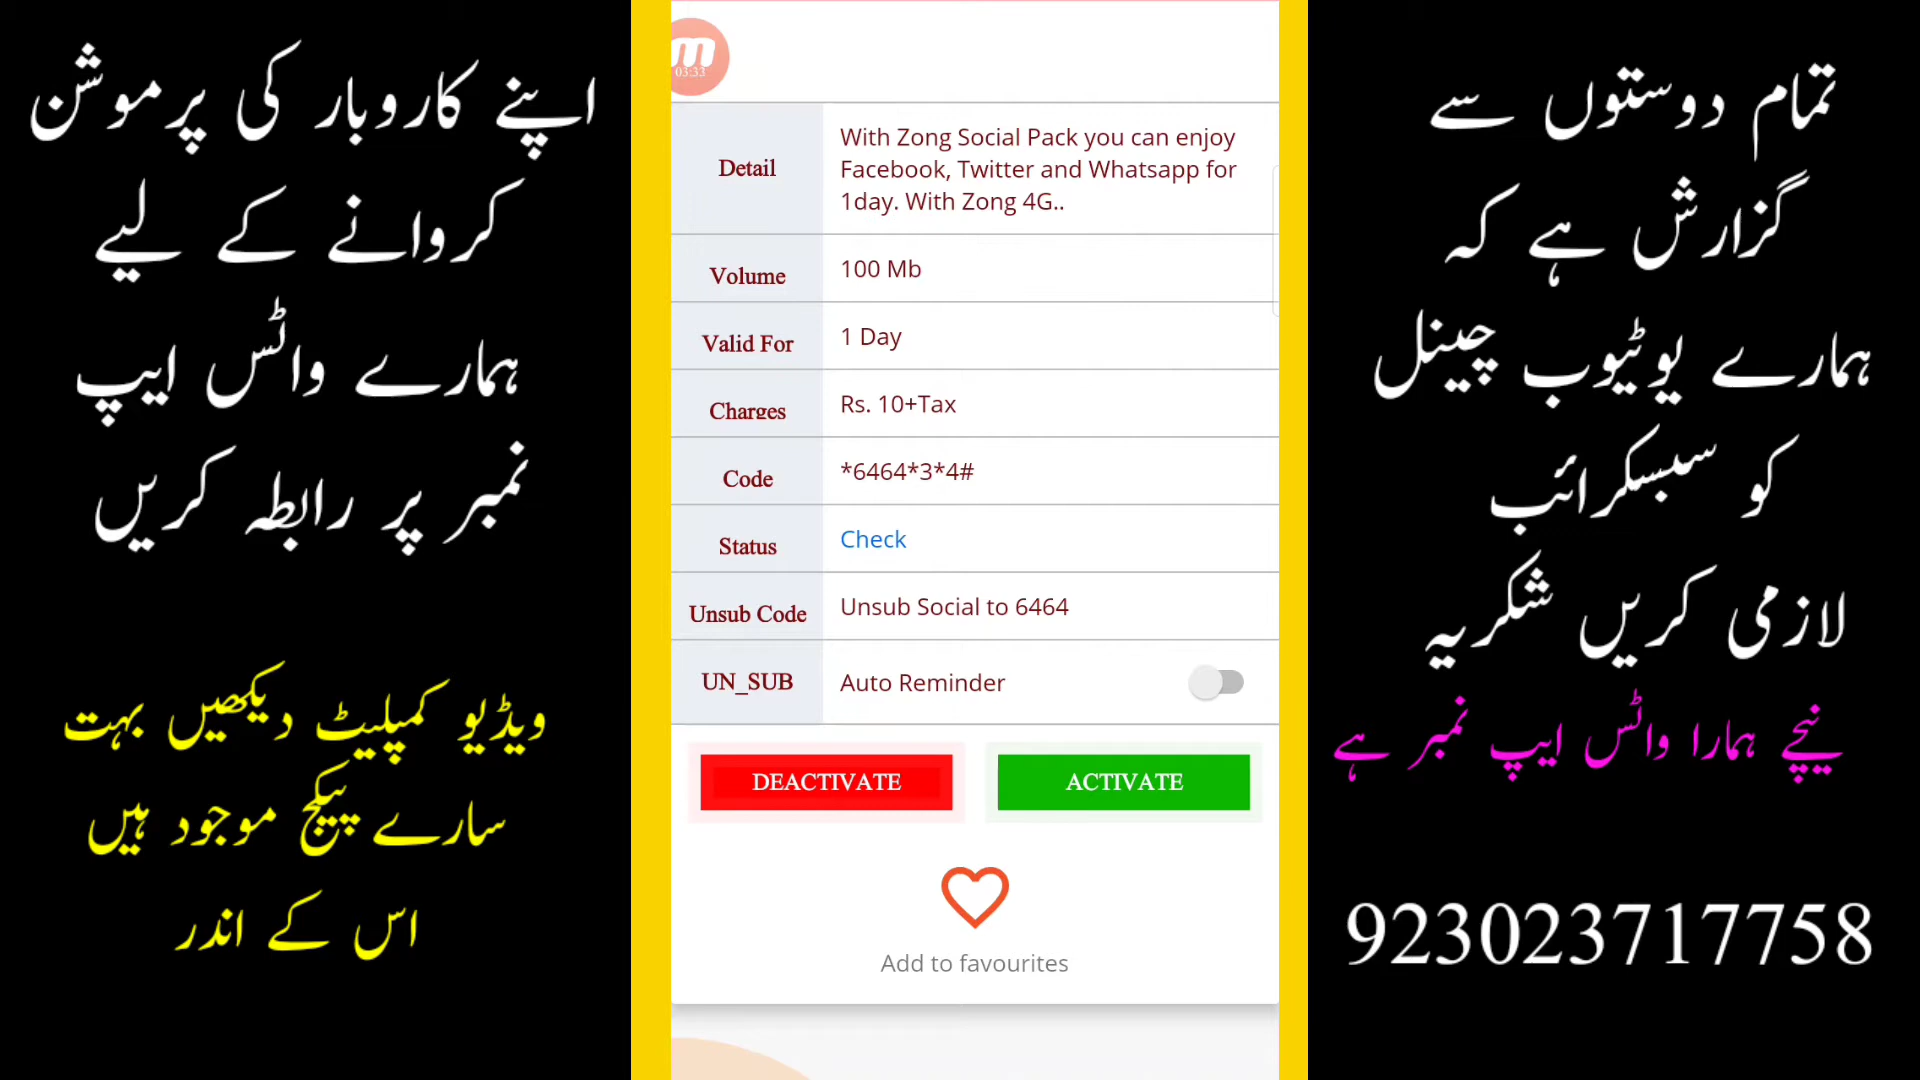 اپنے کاروبار کی پرموشن
کروانے کے لیے
ہمارے واٹس ایپ
نمبر پر رابطہ کریں
ویڈیو کمپلیٹ دیکھیں بہت
سارے پیکج موجود ہیں
اس کے اندر
m
03:33
Detail
With Zong Social Pack you can enjoy
Facebook, Twitter and Whatsapp for
1day. With Zong 4G..
Volume
100 Mb
Valid For
1 Day
Charges
Rs. 10+Tax
Code
*6464*3*4#
Status
Check
Unsub Code
Unsub Social to 6464
UN_SUB
Auto Reminder
DEACTIVATE
ACTIVATE
Add to favourites
تمام دوستوں سے
گزارش ہے کہ
ہمارے یوٹیوب چینل
کو سبسکرائب
لازمی کریں شکریہ
نیچے ہمارا واٹس ایپ نمبر ہے
923023717758